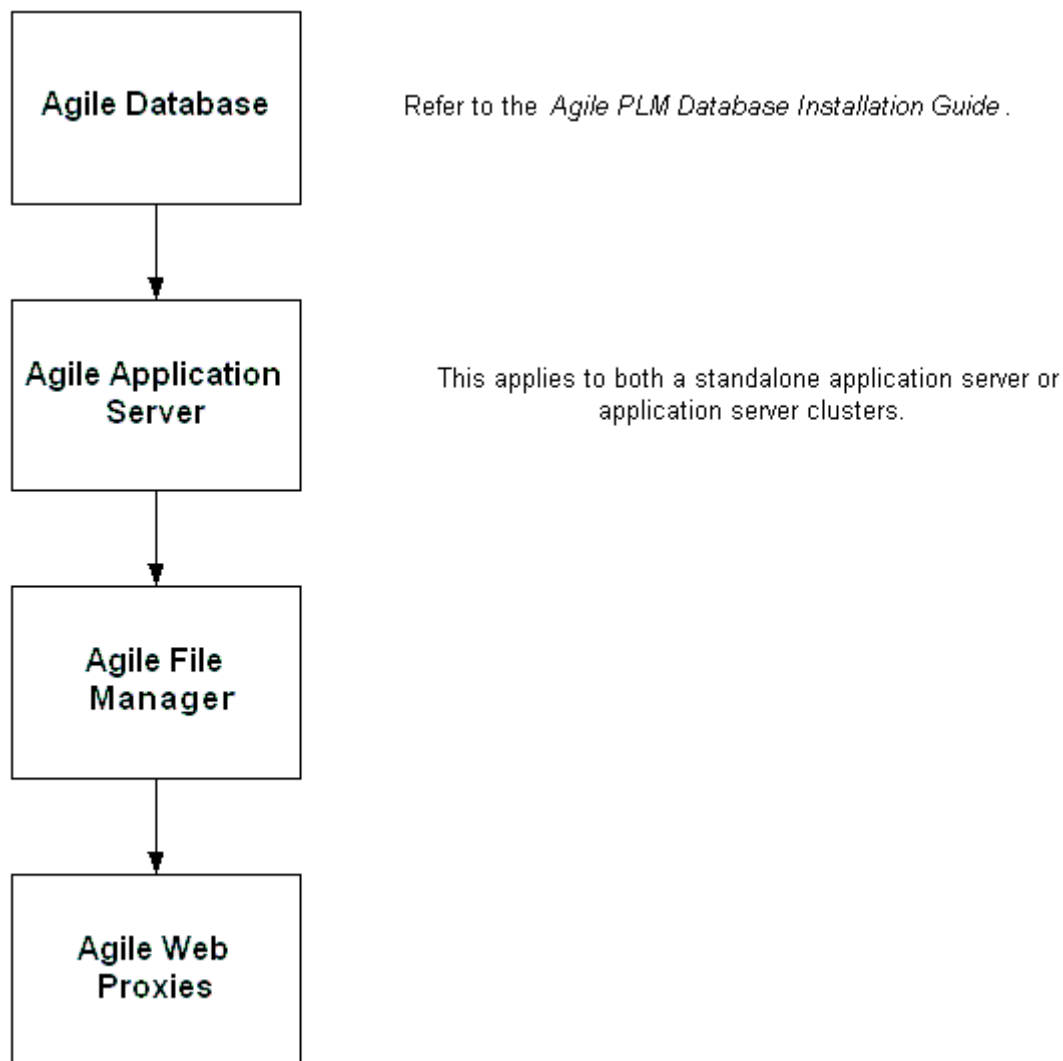 Agile Database
Refer to the Agile PLM Database Installation Guide .
Agile Application
Server
This applies to both a standalone application server or
application server clusters.
Agile File
Manager
Agile Web
Proxies